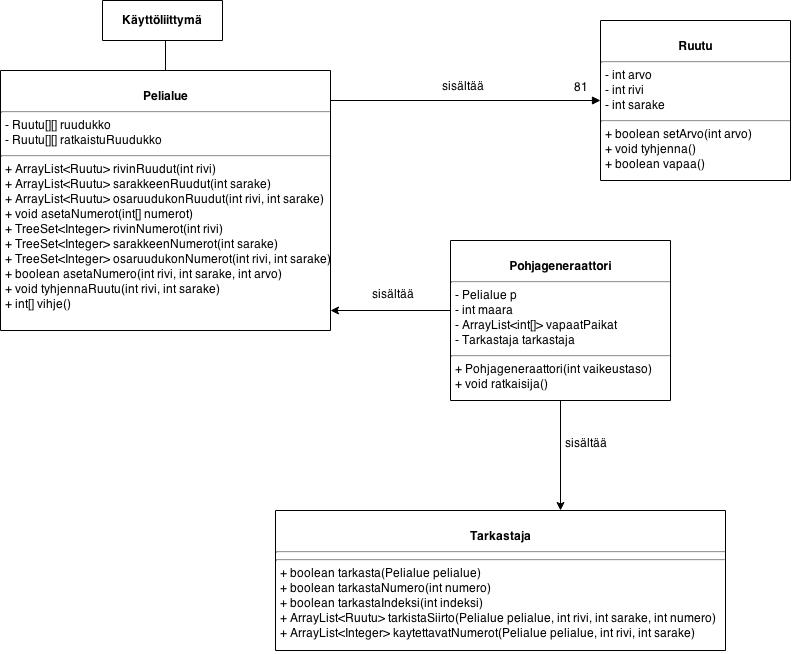 Käyttöliittymä
Pelialue
- Ruutu[][] ruudukko
- Ruutu[][] ratkaistuRuudukko
+ ArrayList<Ruutu> rivinRuudut(int rivi)
+ ArrayList<Ruutu> sarakkeenRuudut(int sarake)
+ ArrayList<Ruutu> osaruudukonRuudut(int rivi, int sarake)
+ void asetaNumerot(int[] numerot)
+ TreeSet<Integer> rivinNumerot(int rivi)
+ TreeSet<Integer> sarakkeenNumerot(int sarake)
+ TreeSet<Integer> osaruudukonNumerot(int rivi, int sarake)
+ boolean asetaNumero(int rivi, int sarake, int arvo)
+ void tyhjennaRuutu(int rivi, int sarake)
+ int[] vihje()
sisältää
81
Ruutu
- int arvo
- int rivi
- int sarake
+ boolean setArvo(int arvo)
+ void tyhjenna()
+ boolean vapaa()
sisältää
Pohjageneraattori
- Pelialue p
- int maara
- ArrayList<int[]> vapaatPaikat
- Tarkastaja tarkastaja
+ Pohjageneraattori(int vaikeustaso)
+ void ratkaisija()
sisältää
Tarkastaja
+ boolean tarkasta(Pelialue pelialue)
+ boolean tarkastaNumero(int numero)
+ boolean tarkastaIndeksi(int indeksi)
+ ArrayList<Ruutu> tarkistaSiirto(Pelialue pelialue, int rivi, int sarake, int numero)
+ ArrayList<Integer> kaytettavatNumerot(Pelialue pelialue, int rivi, int sarake)